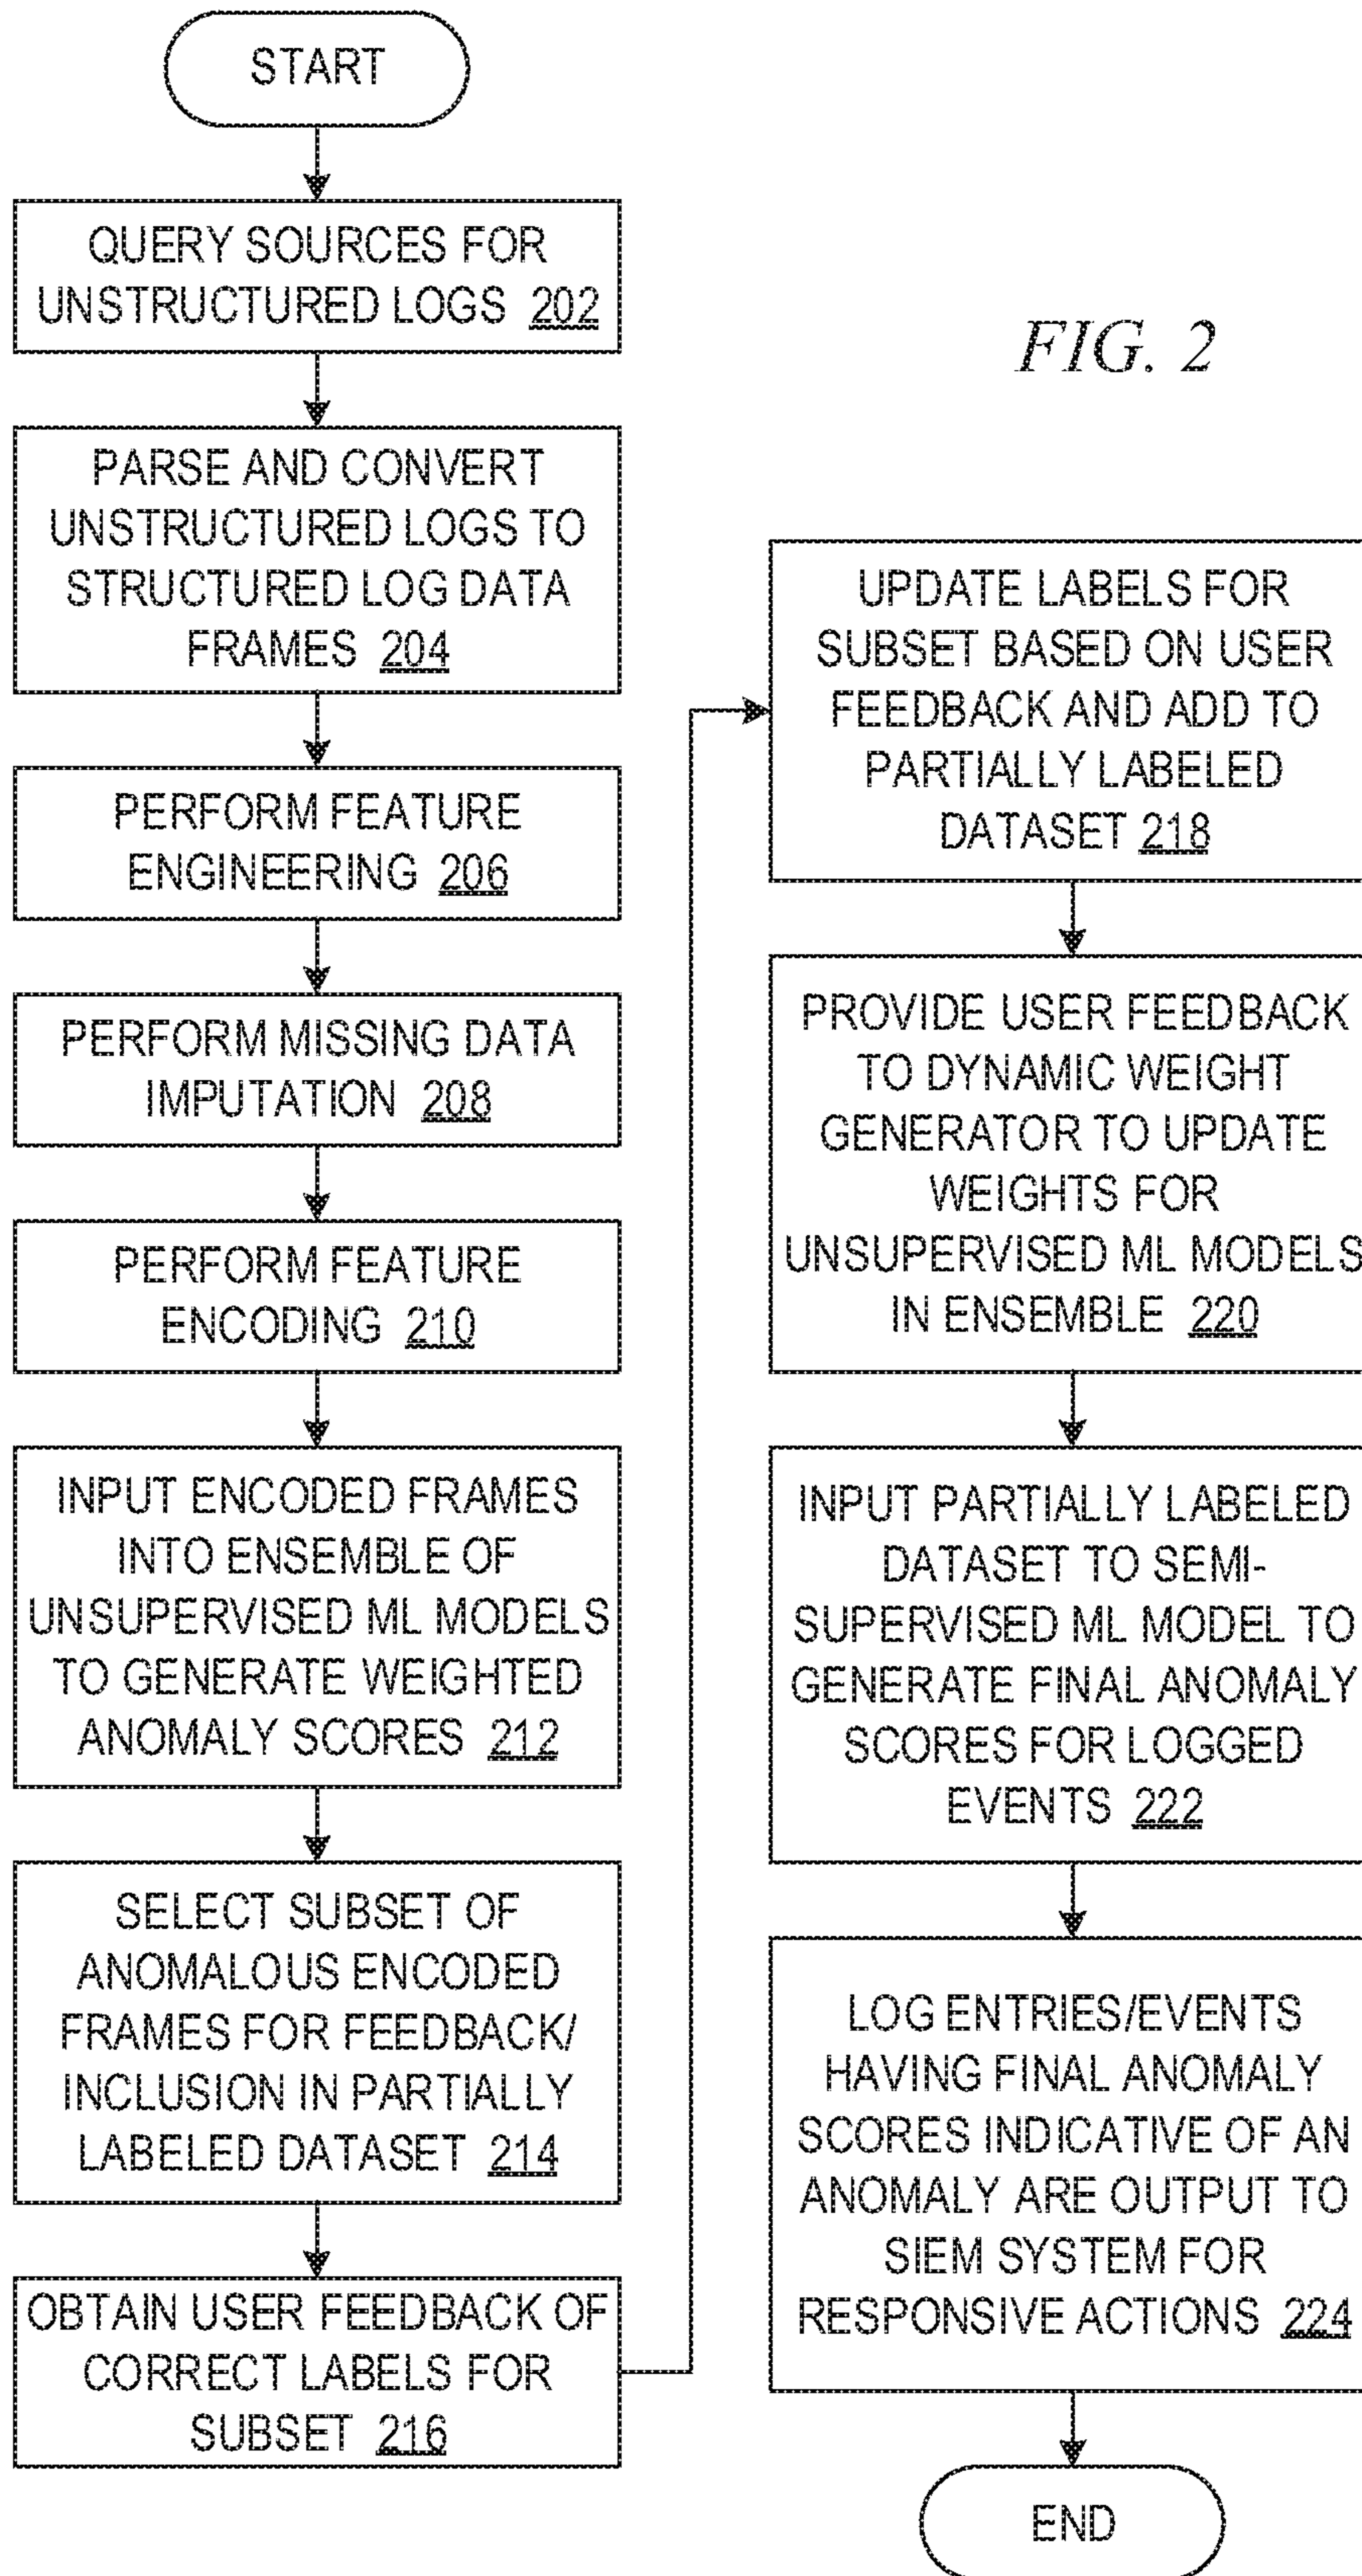 START
QUERY SOURCES FOR
UNSTRUCTURED LOGS 202
PARSE AND CONVERT
UNSTRUCTURED LOGS TO
STRUCTURED LOG DATA
FRAMES 204
PERFORM FEATURE
ENGINEERING 206
PERFORM MISSING DATA
IMPUTATION 208
PERFORM FEATURE
ENCODING 210
INPUT ENCODED FRAMES
INTO ENSEMBLE OF
UNSUPERVISED ML MODELS
TO GENERATE WEIGHTED
ANOMALY SCORES 212
SELECT SUBSET OF
ANOMALOUS ENCODED
FRAMES FOR FEEDBACK/
INCLUSION IN PARTIALLY
LABELED DATASET 214
OBTAIN USER FEEDBACK OF
CORRECT LABELS FOR
SUBSET 216
FIG. 2
UPDATE LABELS FOR
SUBSET BASED ON USER
FEEDBACK AND ADD TO
PARTIALLY LABELED
DATASET 218
PROVIDE USER FEEDBACK
TO DYNAMIC WEIGHT
GENERATOR TO UPDATE
WEIGHTS FOR
UNSUPERVISED ML MODELS
IN ENSEMBLE 220
INPUT PARTIALLY LABELED
DATASET TO SEMI-
SUPERVISED ML MODEL TO
GENERATE FINAL ANOMALY
SCORES FOR LOGGED
EVENTS 222
LOG ENTRIES/EVENTS
HAVING FINAL ANOMALY
SCORES INDICATIVE OF AN
ANOMALY ARE OUTPUT TO
SIEM SYSTEM FOR
RESPONSIVE ACTIONS 224
END